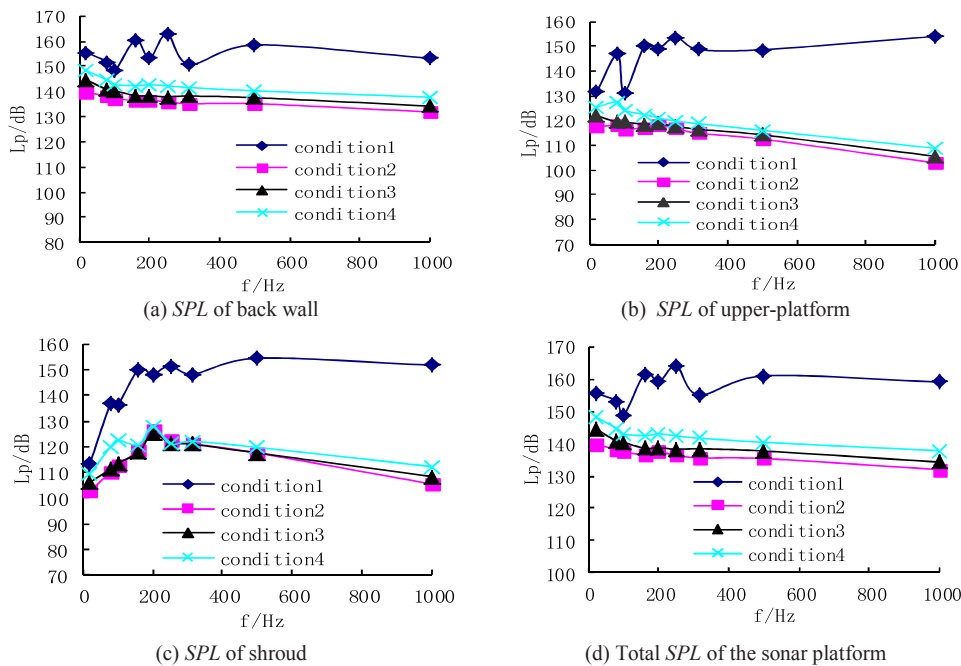 170
160
150
140
130
120
110
100
90
80
Lp/dB
condition1
condition2
condition3
condition4
0 200 400 600 800 1000
f/Hz
(a) SPL of back wall
160
150
140
130
120
110
100
90
80
70
Lp/dB
condition1
condition2
condition3
condition4
0 200 400 600 800 1000
f/Hz
(b) SPL of upper-platform
160
150
140
130
120
110
100
90
80
70
Lp/dB
condition1
condition2
condition3
condition4
0 200 400 600 800 1000
f/Hz
(c) SPL of shroud
170
160
150
140
130
120
110
100
Lp/dB
condition1
condition2
condition3
condition4
0 200 400 600 800 1000
f/Hz
(d) Total SPL of the sonar platform